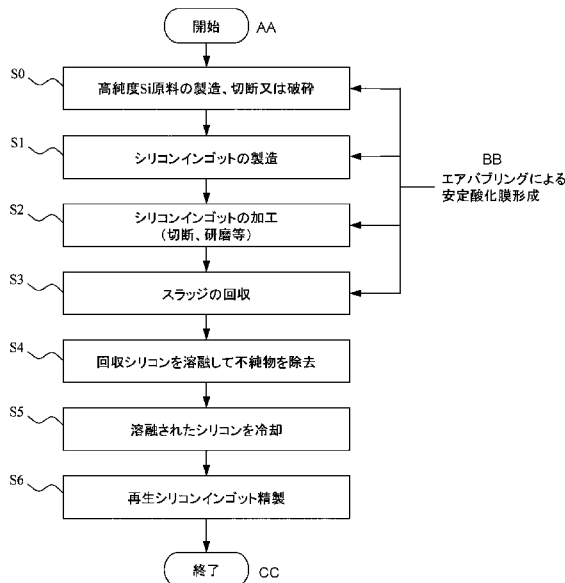 開始 AA
S0
高純度Si原料の製造、切断又は破砕
S1
シリコンインゴットの製造
BB
エアバブリングによる
安定酸化膜形成
S2
シリコンインゴットの加工
(切断、研磨等)
S3
スラッジの回収
S4
回収シリコンを溶融して不純物を除去
S5
溶融されたシリコンを冷却
S6
再生シリコンインゴット精製
終了 CC